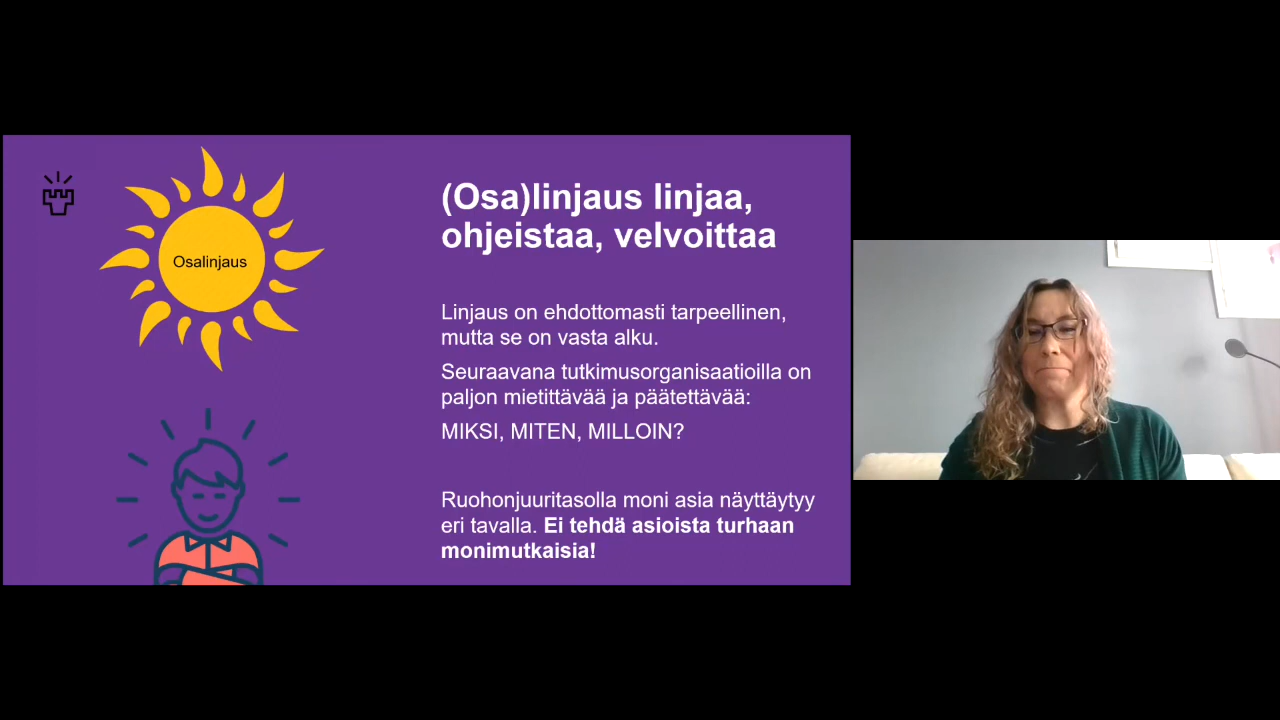 Osalinjaus
(Osa)linjaus linjaa,
ohjeistaa, velvoittaa
Linjaus on ehdottomasti tarpeellinen,
mutta se on vasta alku.
Seuraavana tutkimusorganisaatioilla on
paljon mietittävää ja päätettävää:
MIKSI, MITEN, MILLOIN?
Ruohonjuuritasolla moni asia näyttäytyy
eri tavalla. Ei tehdä asioista turhaan
monimutkaisia!